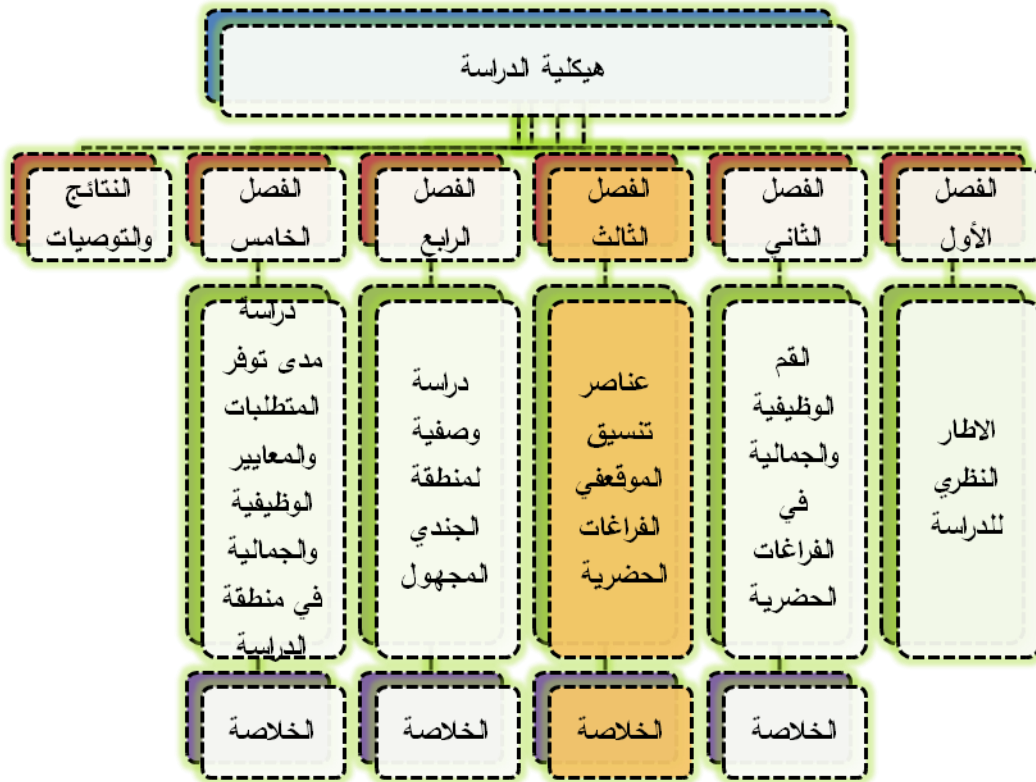 هيكلية الدراسة
الفصل
الأول
الفصل
الثاني
الفصل
الثالث
الفصل
الرابع
الفصل
الخامس
النتائج
والتوصيات
الاطار
النظري
للدراسة
القم
الوظيفية
والجمالية
في
الفراغات
الحضرية
عناصر
تنسيق
الموقعفي
الفراغات
الحضرية
دراسة
وصفية
لمنطقة
الجندي
المجهول
دراسة
مدى توفر
المتطلبات
والمعايير
الوظيفية
والجمالية
في منطقة
الدراسة
الخلاصة
الخلاصة
الخلاصة
الخلاصة